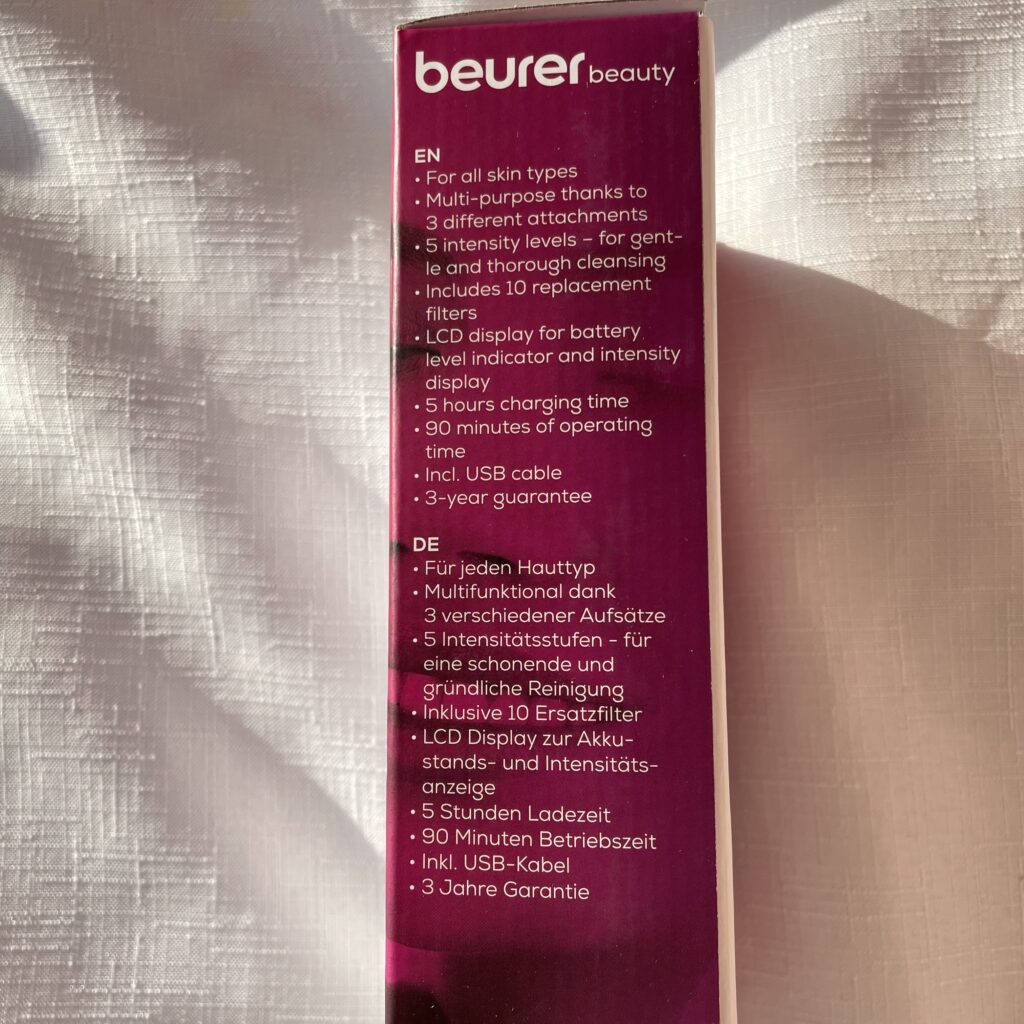 beurer beauty
EN
• For all skin types
• Multi-purpose thanks to
3 different attachments
• 5 intensity levels – for gent-
le and thorough cleansing
• Includes 10 replacement
filters
• LCD display for battery
level indicator and intensity
display
• 5 hours charging time
• 90 minutes of operating
time
• Incl. USB cable
• 3-year guarantee
DE
• Für jeden Hauttyp
• Multifunktional dank
3 verschiedener Aufsätze
• 5 Intensitätsstufen - für
eine schonende und
gründliche Reinigung
• Inklusive 10 Ersatzfilter
• LCD Display zur Akku-
stands- und Intensitäts-
anzeige
• 5 Stunden Ladezeit
• 90 Minuten Betriebszeit
• Inkl. USB-Kabel
• 3 Jahre Garantie